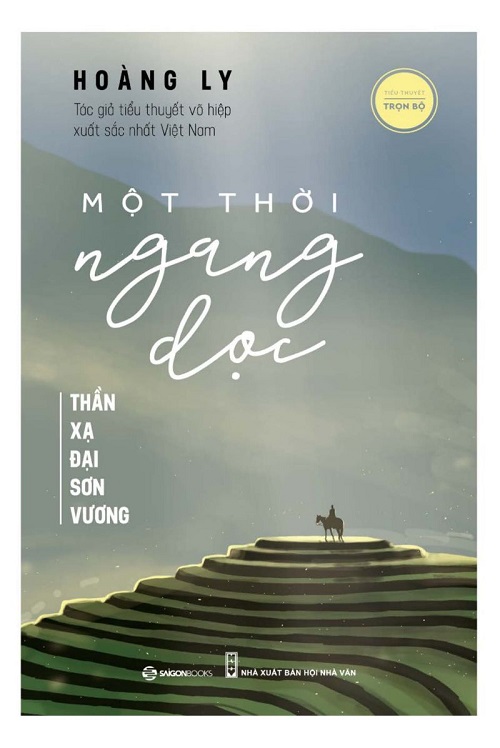 HOÀNG LY
Tác giả tiểu thuyết võ hiệp
xuất sắc nhất Việt Nam
TIỂU THUYẾT
TRỌN BỘ
MỘT THỜI
ngang
dọc
THẦN
XẠ
ĐẠI
SƠN
VƯƠNG
SAIGONBOOKS
NHÀ XUẤT BẢN HỘI NHÀ VĂN